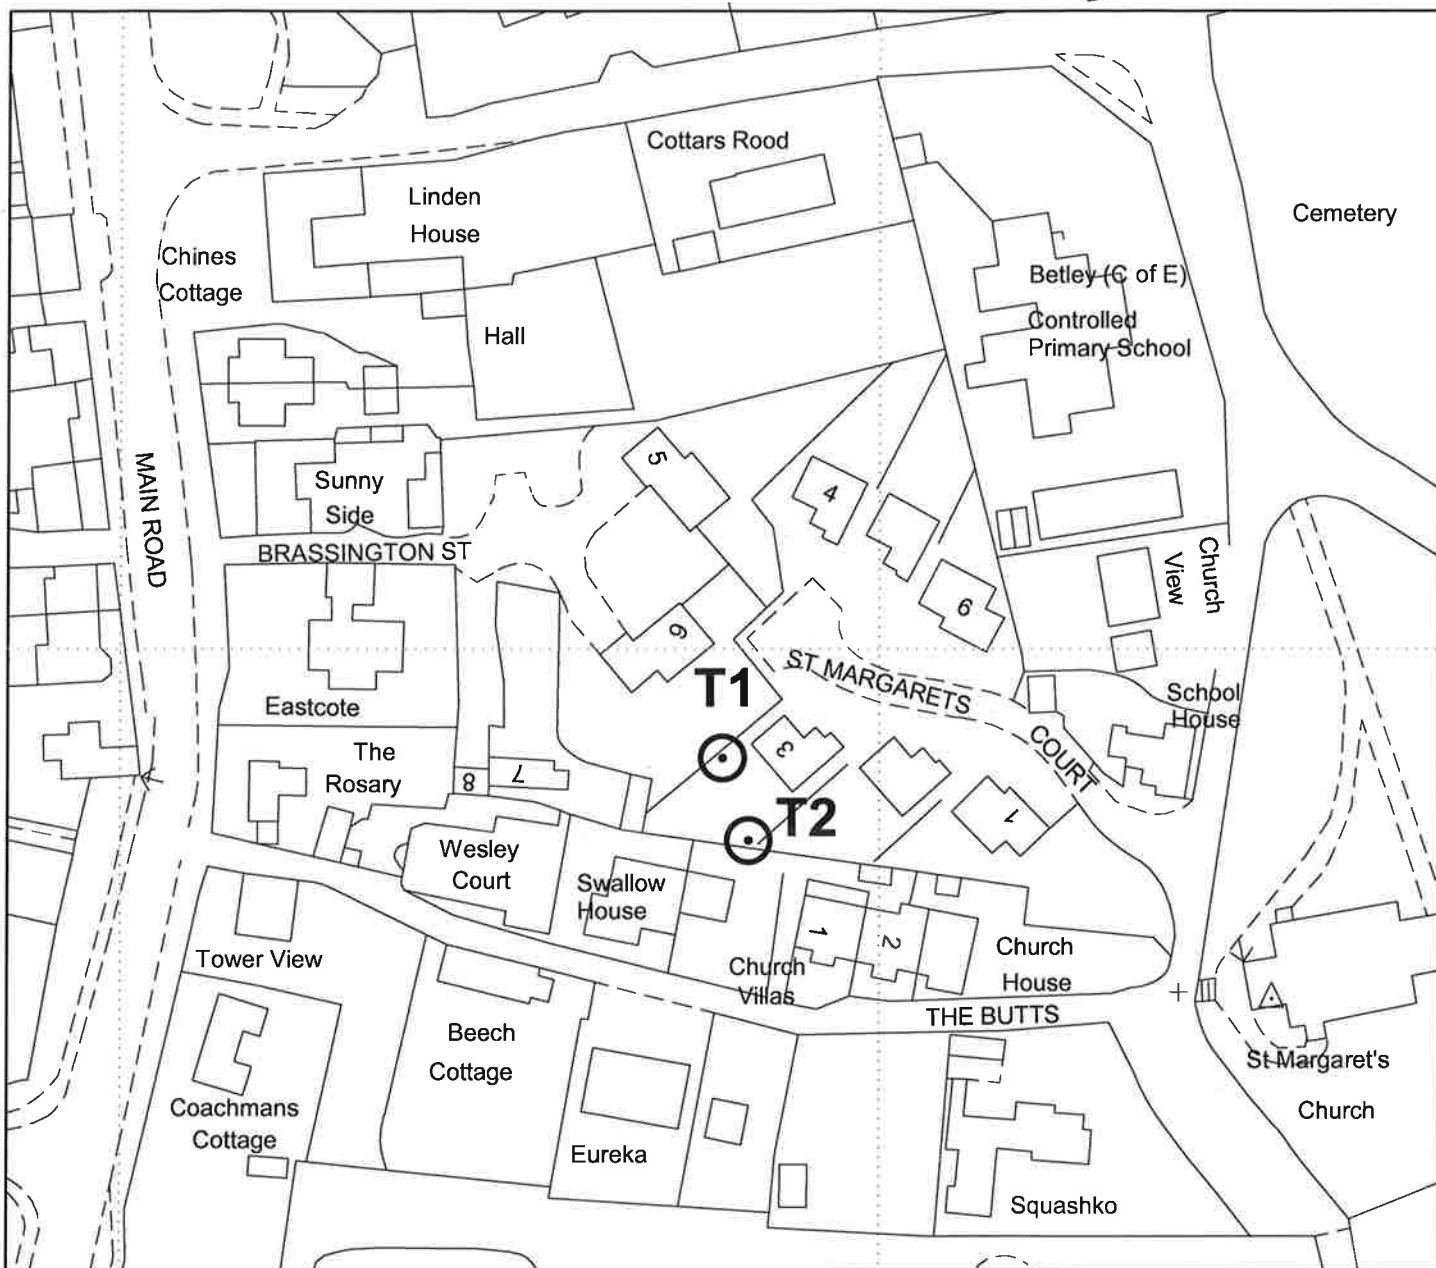 Cottars Rood
Linden
House
Cemetery
Chines
Cottage
Betley (C of E)
Controlled
Primary School
Hall
MAIN ROAD
Sunny
Side
5
4
BRASSINGTON ST
Church
View
6
6
ST MARGARETS
COURT
T1
School
House
Eastcote
The
Rosary
8
7
3
1
T2
Wesley
Court
Swallow
House
1
2
Church
House
Tower View
Church
Villas
THE BUTTS
Beech
Cottage
St Margaret's
Church
Coachmans
Cottage
Eureka
Squashko